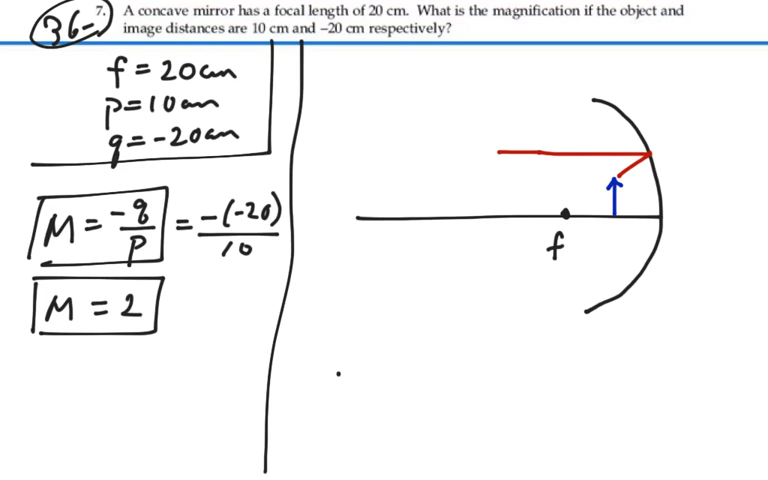 36-7. A concave mirror has a focal length of 20 cm. What is the magnification if the object and
image distances are 10 cm and –20 cm respectively?
f = 20cm
p = 10cm
q = -20cm
M = -q/p = -(-20)/10
M = 2
f